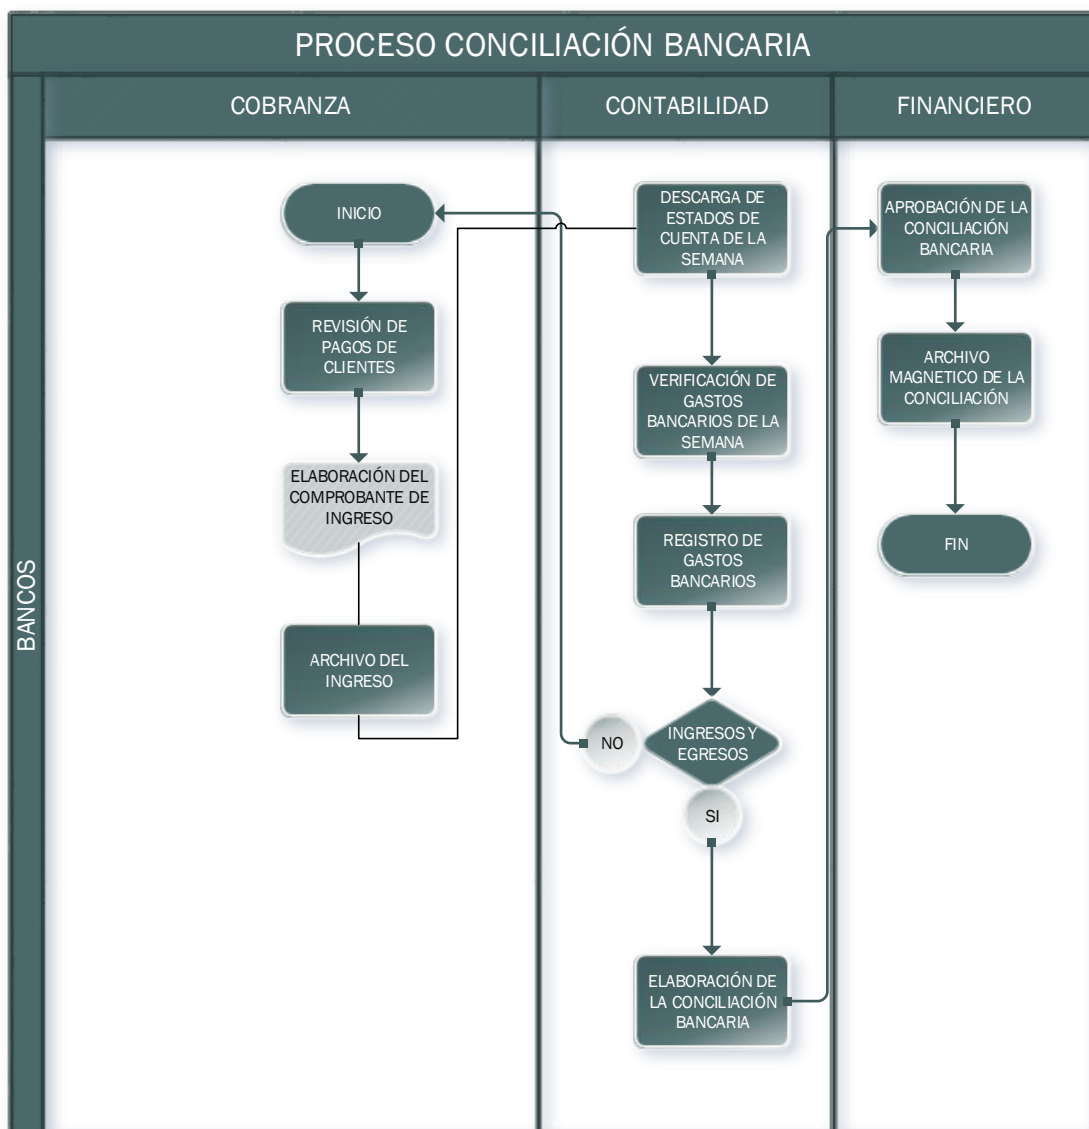 PROCESO CONCILIACIÓN BANCARIA
BANCOS
COBRANZA
CONTABILIDAD
FINANCIERO
INICIO
REVISIÓN DE
PAGOS DE
CLIENTES
ELABORACIÓN DEL
COMPROBANTE DE
INGRESO
ARCHIVO DEL
INGRESO
DESCARGA DE
ESTADOS DE
CUENTA DE LA
SEMANA
VERIFICACIÓN DE
GASTOS
BANCARIOS DE LA
SEMANA
REGISTRO DE
GASTOS
BANCARIOS
INGRESOS Y
EGRESOS
NO
SI
ELABORACIÓN DE
LA CONCILIACIÓN
BANCARIA
APROBACIÓN DE LA
CONCILIACIÓN
BANCARIA
ARCHIVO
MAGNETICO DE LA
CONCILIACIÓN
FIN